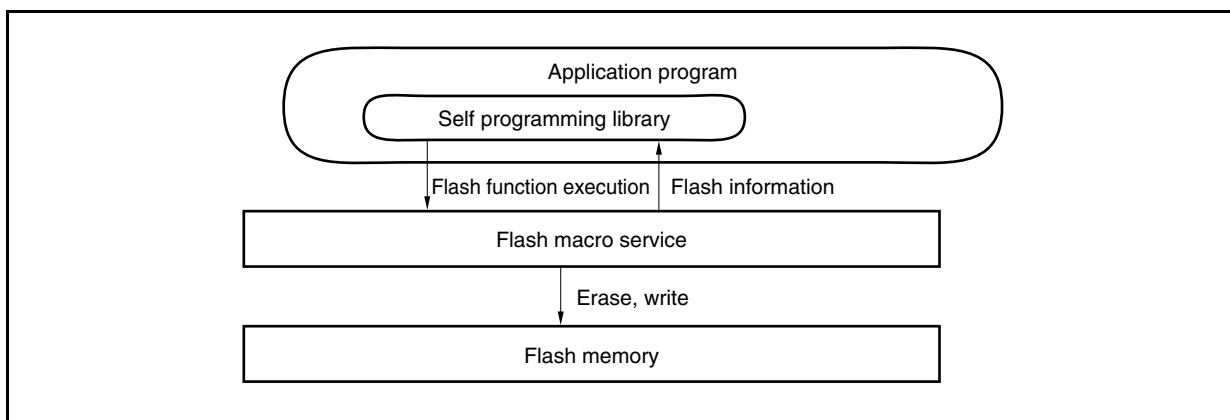 Application program
Self programming library
Flash function execution
Flash information
Flash macro service
Erase, write
Flash memory